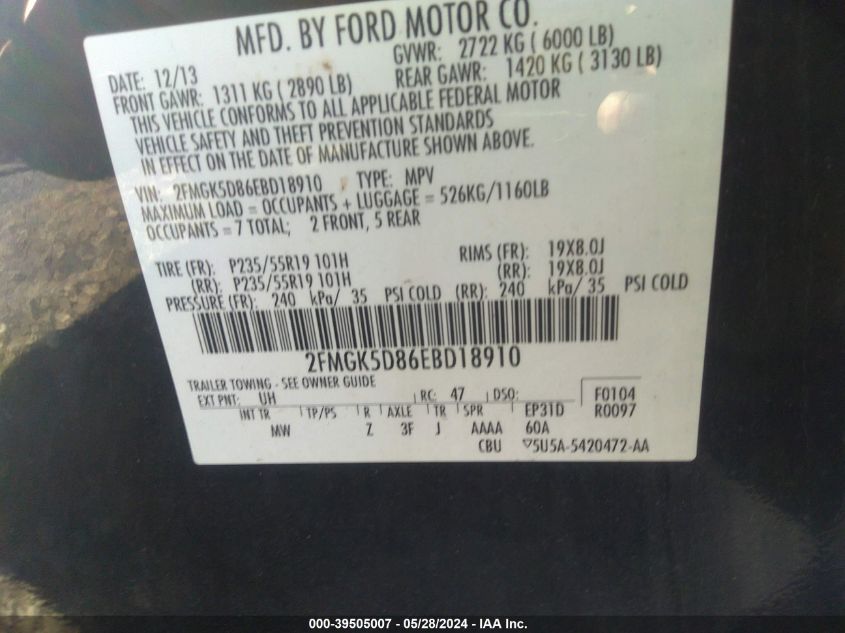 MFD. BY FORD MOTOR CO.
DATE: 12/13 GVWR: 2722 KG ( 6000 LB)
FRONT GAWR: 1311 KG ( 2890 LB) REAR GAWR: 1420 KG ( 3130 LB)
THIS VEHICLE CONFORMS TO ALL APPLICABLE FEDERAL MOTOR
VEHICLE SAFETY AND THEFT PREVENTION STANDARDS
IN EFFECT ON THE DATE OF MANUFACTURE SHOWN ABOVE.
VIN: 2FMGK5D86EBD18910 TYPE: MPV
MAXIMUM LOAD = OCCUPANTS + LUGGAGE = 526KG/1160LB
OCCUPANTS = 7 TOTAL; 2 FRONT, 5 REAR
TIRE (FR): P235/55R19 101H RIMS (FR): 19X8.0J
(RR): P235/55R19 101H (RR): 19X8.0J
PRESSURE (FR): 240 kPa/ 35 PSI COLD (RR): 240 kPa/ 35 PSI COLD
2FMGK5D86EBD18910
TRAILER TOWING - SEE OWNER GUIDE
EXT PNT: UH RC: 47 DSO: F0104
INT TR TP/PS R AXLE TR SPR EP31D R0097
MW Z 3F J AAAA 60A
CBU ▽5U5A-5420472-AA
000-39505007 - 05/28/2024 - IAA Inc.